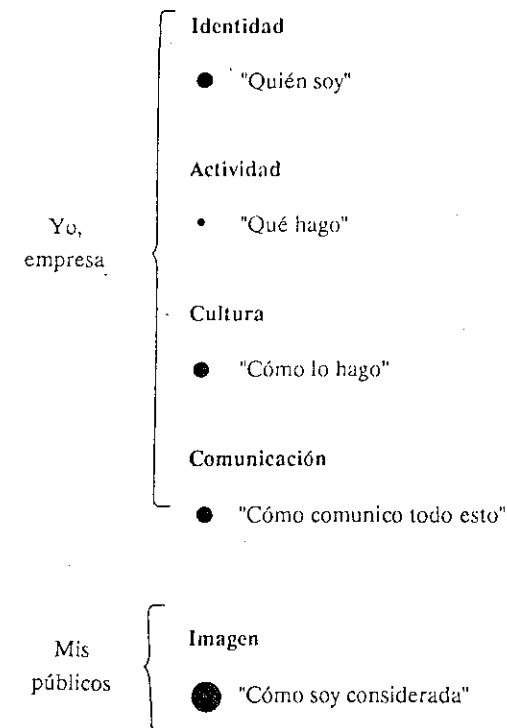 Identidad
● "Quién soy"
Actividad
• "Qué hago"
Yo,
empresa
Cultura
● "Cómo lo hago"
Comunicación
● "Cómo comunico todo esto"
Mis
públicos
Imagen
● "Cómo soy considerada"